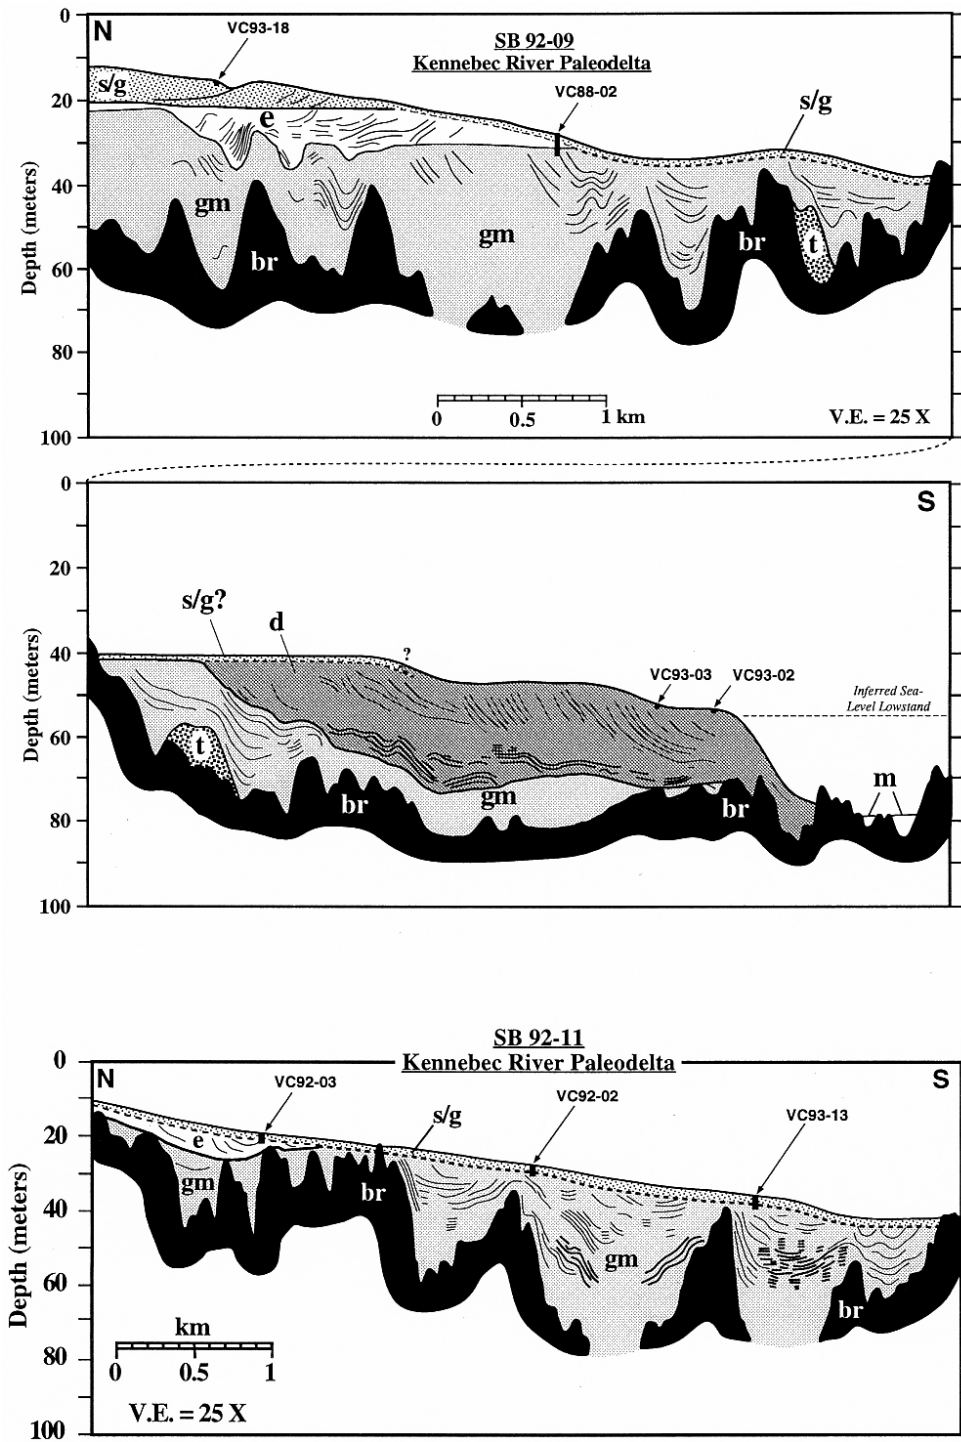 0
N
VC93-18
SB 92-09
Kennebec River Paleodelta
VC88-02
s/g
s/g
20
e
40
gm
gm
br
br
t
60
80
100
Depth (meters)
0 0.5 1 km
V.E. = 25 X
0
S
20
s/g?
d
40
?
VC93-03
VC93-02
Inferred Sea-
Level Lowstand
60
t
gm
m
br
br
80
100
Depth (meters)
SB 92-11
Kennebec River Paleodelta
0
N
S
VC92-03
VC92-02
VC93-13
s/g
20
e
gm
br
40
gm
60
br
km
0 0.5 1
80
V.E. = 25 X
100
Depth (meters)